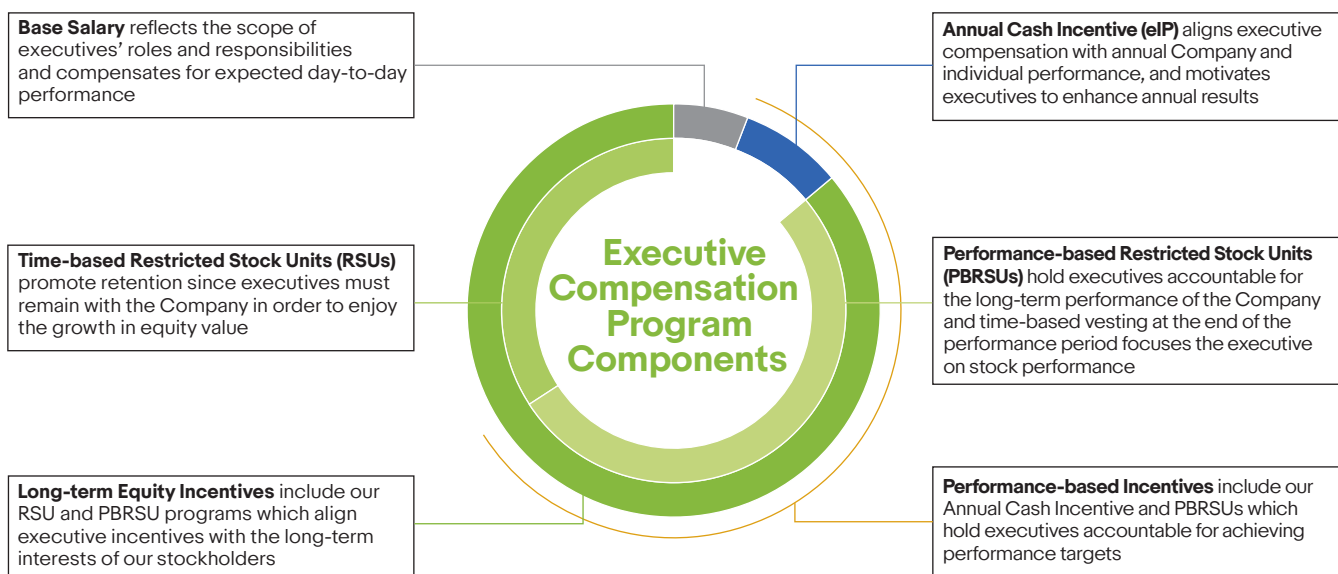 Base Salary reflects the scope of
executives’ roles and responsibilities
and compensates for expected day-to-day
performance
Annual Cash Incentive (eIP) aligns executive
compensation with annual Company and
individual performance, and motivates
executives to enhance annual results
Executive
Compensation
Program
Components
Time-based Restricted Stock Units (RSUs)
promote retention since executives must
remain with the Company in order to enjoy
the growth in equity value
Performance-based Restricted Stock Units
(PBRSUs) hold executives accountable for
the long-term performance of the Company
and time-based vesting at the end of the
performance period focuses the executive
on stock performance
Long-term Equity Incentives include our
RSU and PBRSU programs which align
executive incentives with the long-term
interests of our stockholders
Performance-based Incentives include our
Annual Cash Incentive and PBRSUs which
hold executives accountable for achieving
performance targets